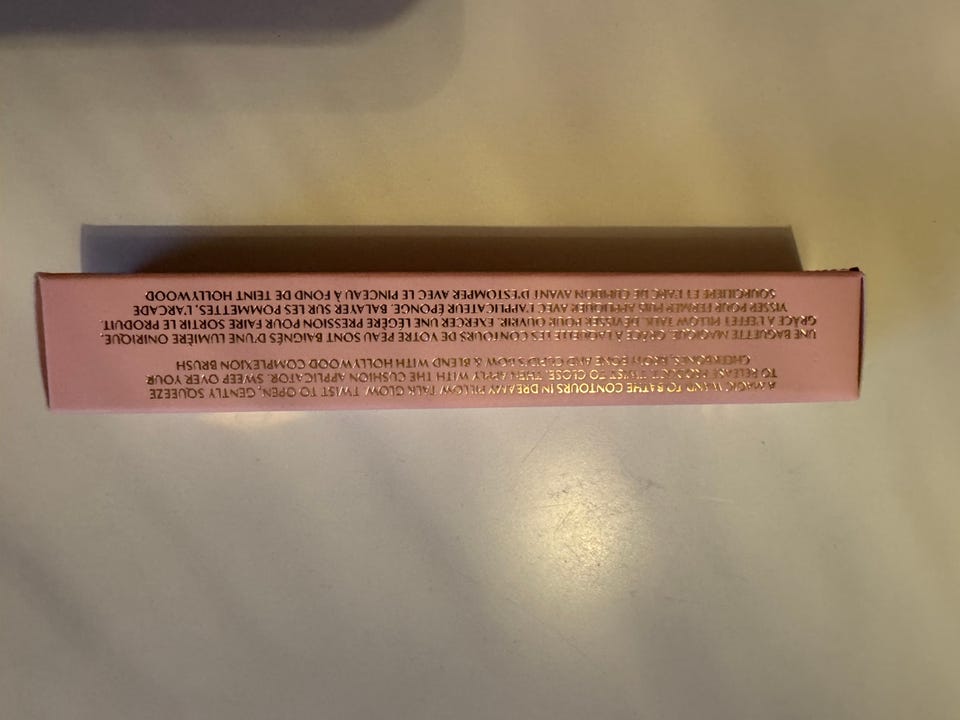 A MAGIC WAND TO BATHE CONTOURS IN DREAMY PILLOW TALK GLOW. TWIST TO OPEN, GENTLY SQUEEZE
TO RELEASE PRODUCT, TWIST TO CLOSE, THEN APPLY WITH THE CUSHION APPLICATOR. SWEEP OVER YOUR
CHEEKBONES, BROW BONE AND CUPID'S BOW & BLEND WITH HOLLYWOOD COMPLEXION BRUSH
UNE BAGUETTE MAGIQUE. GRÂCE À LAQUELLE LES CONTOURS DE VOTRE PEAU SONT BAIGNÉS D'UNE LUMIÈRE ONIRIQUE.
GRÂCE À L'EFFET PILLOW TALK. DÉVISSER POUR OUVRIR. EXERCER UNE LÉGÈRE PRESSION POUR FAIRE SORTIR LE PRODUIT.
VISSER POUR FERMER PUIS APPLIQUER AVEC L'APPLICATEUR ÉPONGE. BALAYER SUR LES POMMETTES, L'ARCADE
SOURCILIÈRE ET L'ARC DE CUPIDON AVANT D'ESTOMPER AVEC LE PINCEAU À FOND DE TEINT HOLLYWOOD